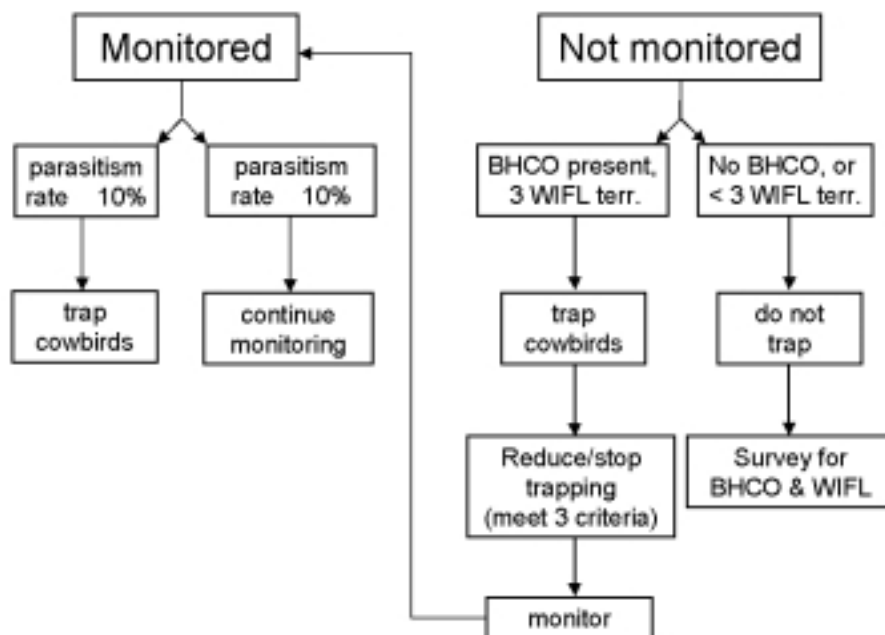 Monitored
Not monitored
parasitism
rate 10%
parasitism
rate 10%
BHCO present,
3 WIFL terr.
No BHCO, or
< 3 WIFL terr.
trap
cowbirds
continue
monitoring
trap
cowbirds
do not
trap
Reduce/stop
trapping
(meet 3 criteria)
Survey for
BHCO & WIFL
monitor